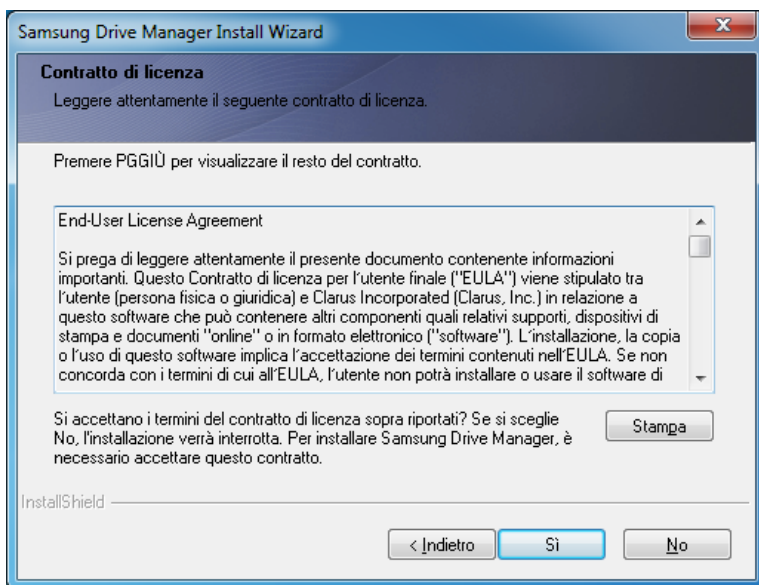 Samsung Drive Manager Install Wizard
Contratto di licenza
Leggere attentamente il seguente contratto di licenza.
Premere PGGIÙ per visualizzare il resto del contratto.
End-User License Agreement
Si prega di leggere attentamente il presente documento contenente informazioni
importanti. Questo Contratto di licenza per l´utente finale ("EULA") viene stipulato tra
l´utente (persona fisica o giuridica) e Clarus Incorporated (Clarus, Inc.) in relazione a
questo software che può contenere altri componenti quali relativi supporti, dispositivi di
stampa e documenti "online" o in formato elettronico ("software"). L´installazione, la copia
o l´uso di questo software implica l´accettazione dei termini contenuti nell´EULA. Se non
concorda con i termini di cui all´EULA, l´utente non potrà installare o usare il software di
Si accettano i termini del contratto di licenza sopra riportati? Se si sceglie
No, l'installazione verrà interrotta. Per installare Samsung Drive Manager, è
necessario accettare questo contratto.
Stampa
InstallShield
< Indietro
Sì
No